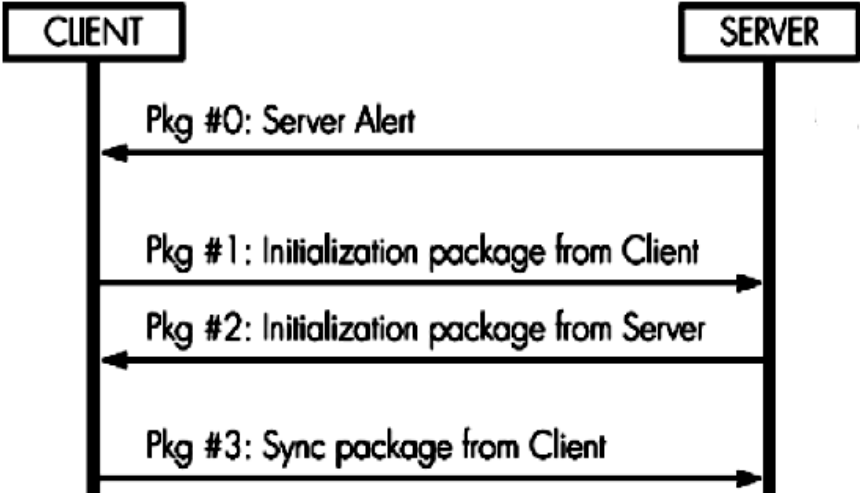 CLIENT
SERVER
Pkg #0: Server Alert
Pkg #1: Initialization package from Client
Pkg #2: Initialization package from Server
Pkg #3: Sync package from Client